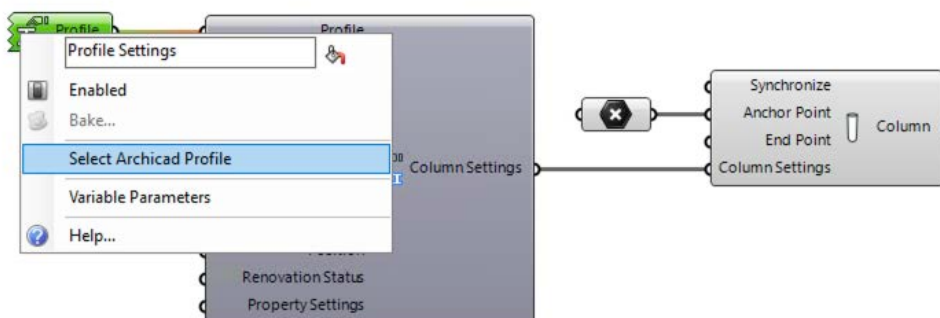 Profile
Profile
Profile Settings
Enabled
Bake...
Select Archicad Profile
Variable Parameters
Help...
Column Settings
Renovation Status
Property Settings
Synchronize
Anchor Point
End Point
Column Settings
Column